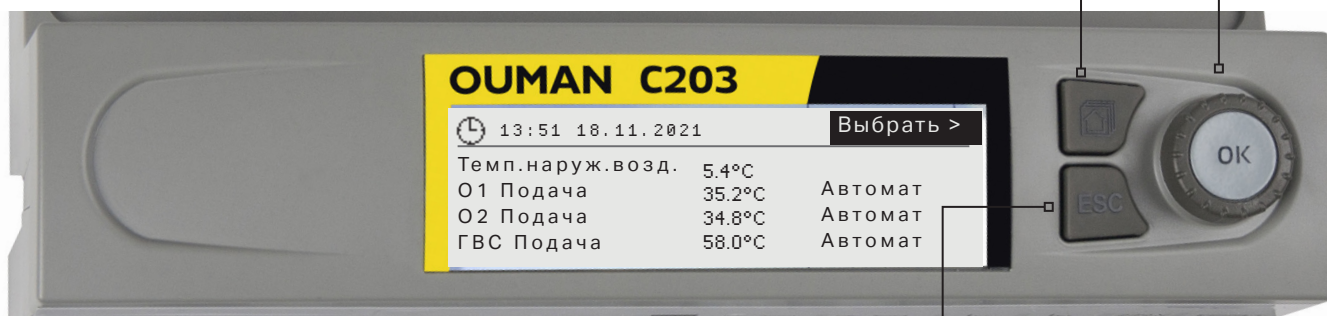 OUMAN C203
13:51 18.11.2021 Выбрать >
Темп.наруж.возд. 5.4°C
О1 Подача 35.2°C Автомат
О2 Подача 34.8°C Автомат
ГВС Подача 58.0°C Автомат
OK
ESC